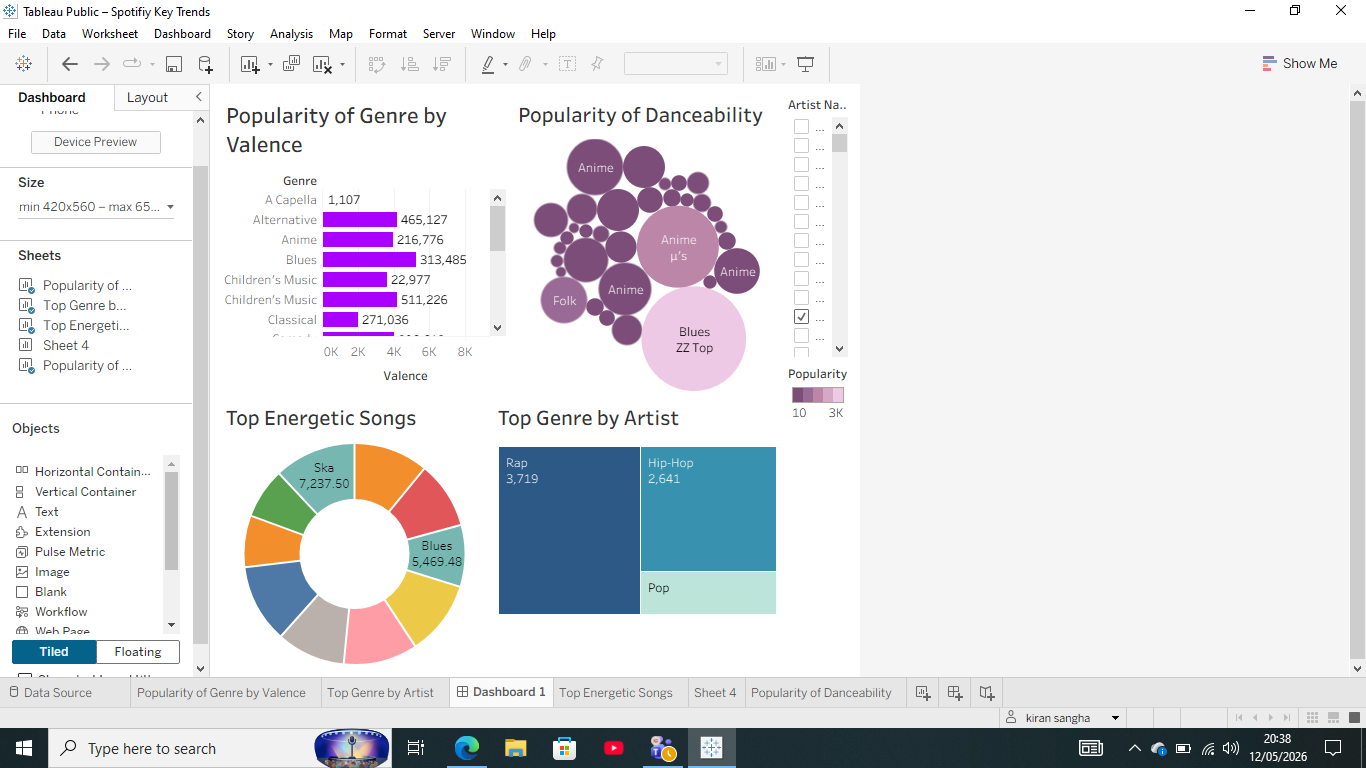 Tableau Public – Spotifiy Key Trends
File Data Worksheet Dashboard Story Analysis Map Format Server Window Help
Show Me
Dashboard Layout
Device Preview
Size
min 420x560 – max 65...
Sheets
Popularity of ...
Top Genre b...
Top Energeti...
Sheet 4
Popularity of ...
Objects
Horizontal Contain...
Vertical Container
Text
Extension
Pulse Metric
Image
Blank
Workflow
Web Page
Tiled Floating
Popularity of Genre by
Valence
Genre
A Capella 1,107
Alternative 465,127
Anime 216,776
Blues 313,485
Children's Music 22,977
Children's Music 511,226
Classical 271,036
0K 2K 4K 6K 8K
Valence
Popularity of Danceability
Anime
Anime
μ's
Anime
Anime
Folk
Blues
ZZ Top
Artist Na..
...
...
...
...
...
...
...
...
...
...
...
...
Popularity
10 3K
Top Energetic Songs
Ska
7,237.50
Blues
5,469.48
Top Genre by Artist
Rap
3,719
Hip-Hop
2,641
Pop
Data Source Popularity of Genre by Valence Top Genre by Artist Dashboard 1 Top Energetic Songs Sheet 4 Popularity of Danceability
kiran sangha
Type here to search
20:38
12/05/2026